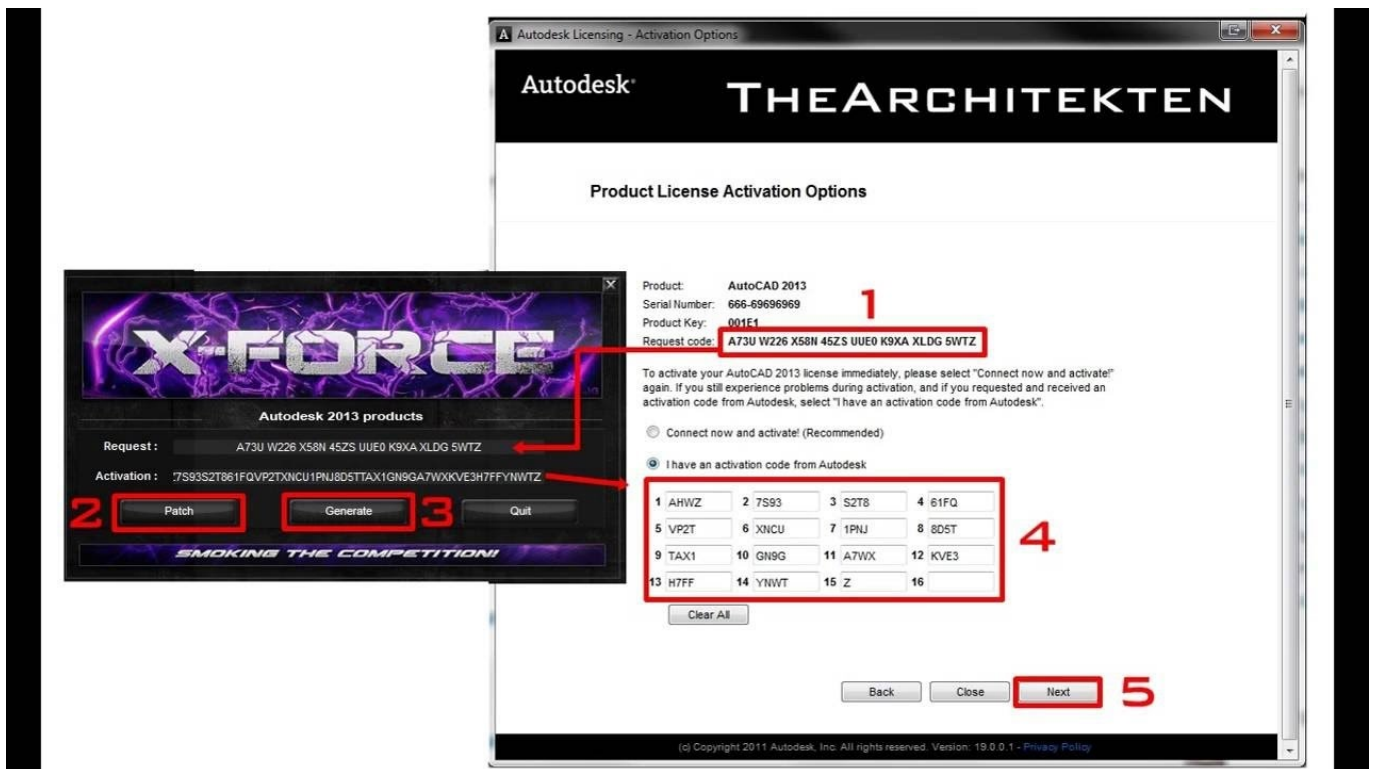 Autodesk Licensing - Activation Options
Autodesk
THEARCHITEKTEN
Product License Activation Options
Product: AutoCAD 2013
Serial Number: 666-69696969
Product Key: 001E1
Request code: A73U W226 X58N 45ZS UUE0 K9XA XLDG 5WTZ
1
To activate your AutoCAD 2013 license immediately, please select "Connect now and activate!"
again. If you still experience problems during activation, and if you requested and received an
activation code from Autodesk, select "I have an activation code from Autodesk".
Connect now and activate! (Recommended)
I have an activation code from Autodesk
1 AHWZ 2 7S93 3 S2T8 4 61FQ
5 VP2T 6 XNCU 7 1PNJ 8 8D5T
9 TAX1 10 GN9G 11 A7WX 12 KVE3
13 H7FF 14 YNWT 15 Z 16
4
Clear All
Back Close Next
5
(c) Copyright 2011 Autodesk, Inc. All rights reserved. Version: 19.0.0.1 - Privacy Policy
X-FORCE
Autodesk 2013 products
Request : A73U W226 X58N 45ZS UUE0 K9XA XLDG 5WTZ
Activation : 7S93S2T861FQVP2TXNCU1PNJ8D5TTAX1GN9GA7WXKVE3H7FFYNWTZ
2 Patch Generate 3 Quit
SMOKING THE COMPETITION!